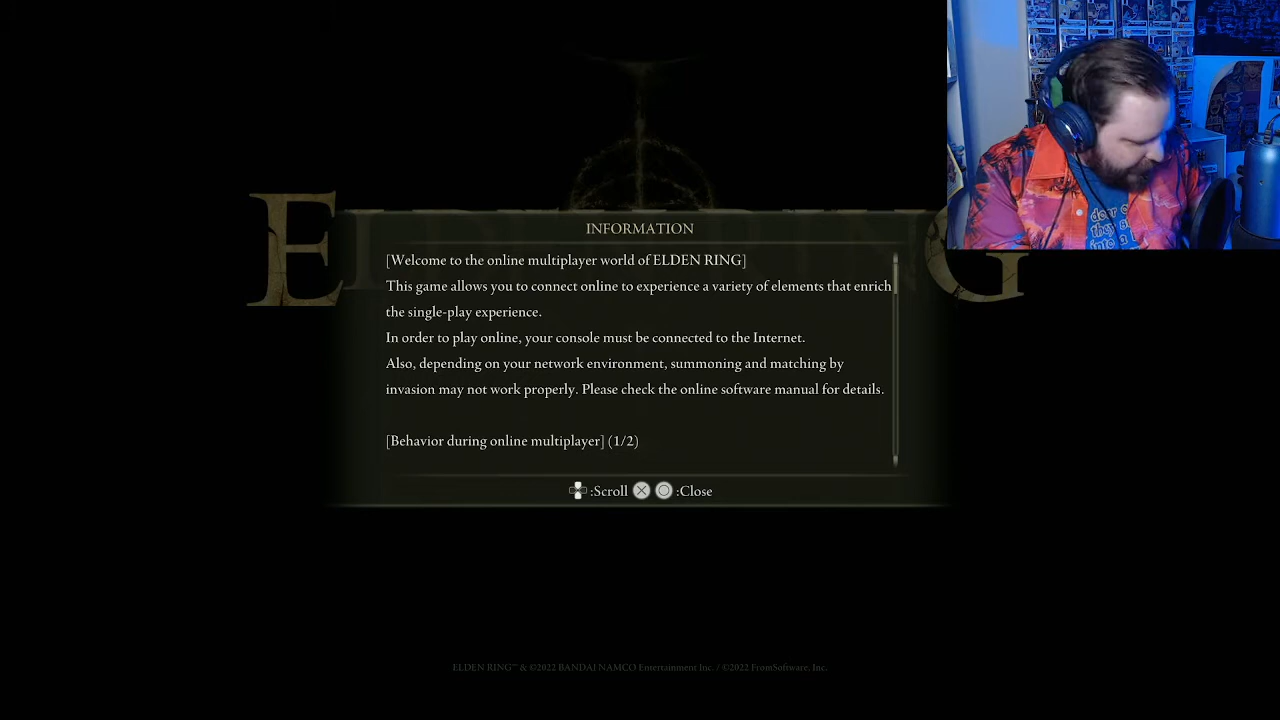 ELDEN RING
INFORMATION
[Welcome to the online multiplayer world of ELDEN RING]
This game allows you to connect online to experience a variety of elements that enrich
the single-play experience.
In order to play online, your console must be connected to the Internet.
Also, depending on your network environment, summoning and matching by
invasion may not work properly. Please check the online software manual for details.
[Behavior during online multiplayer] (1/2)
:Scroll :Close
ELDEN RING™ & ©2022 BANDAI NAMCO Entertainment Inc. / ©2022 FromSoftware, Inc.